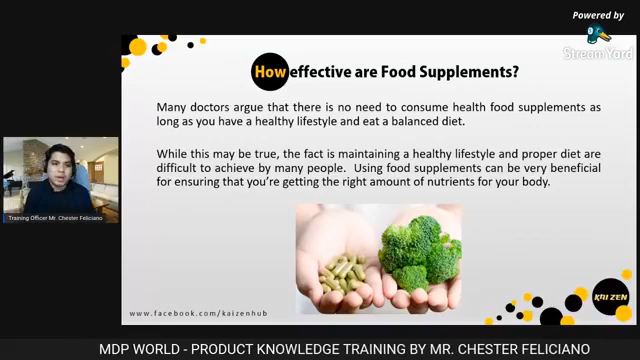 Powered by
StreamYard
How effective are Food Supplements?
Many doctors argue that there is no need to consume health food supplements as
long as you have a healthy lifestyle and eat a balanced diet.
While this may be true, the fact is maintaining a healthy lifestyle and proper diet are
difficult to achieve by many people. Using food supplements can be very beneficial
for ensuring that you're getting the right amount of nutrients for your body.
Training Officer Mr. Chester Feliciano
KAIZEN
www.facebook.com/kaizenhub
MDP WORLD - PRODUCT KNOWLEDGE TRAINING BY MR. CHESTER FELICIANO